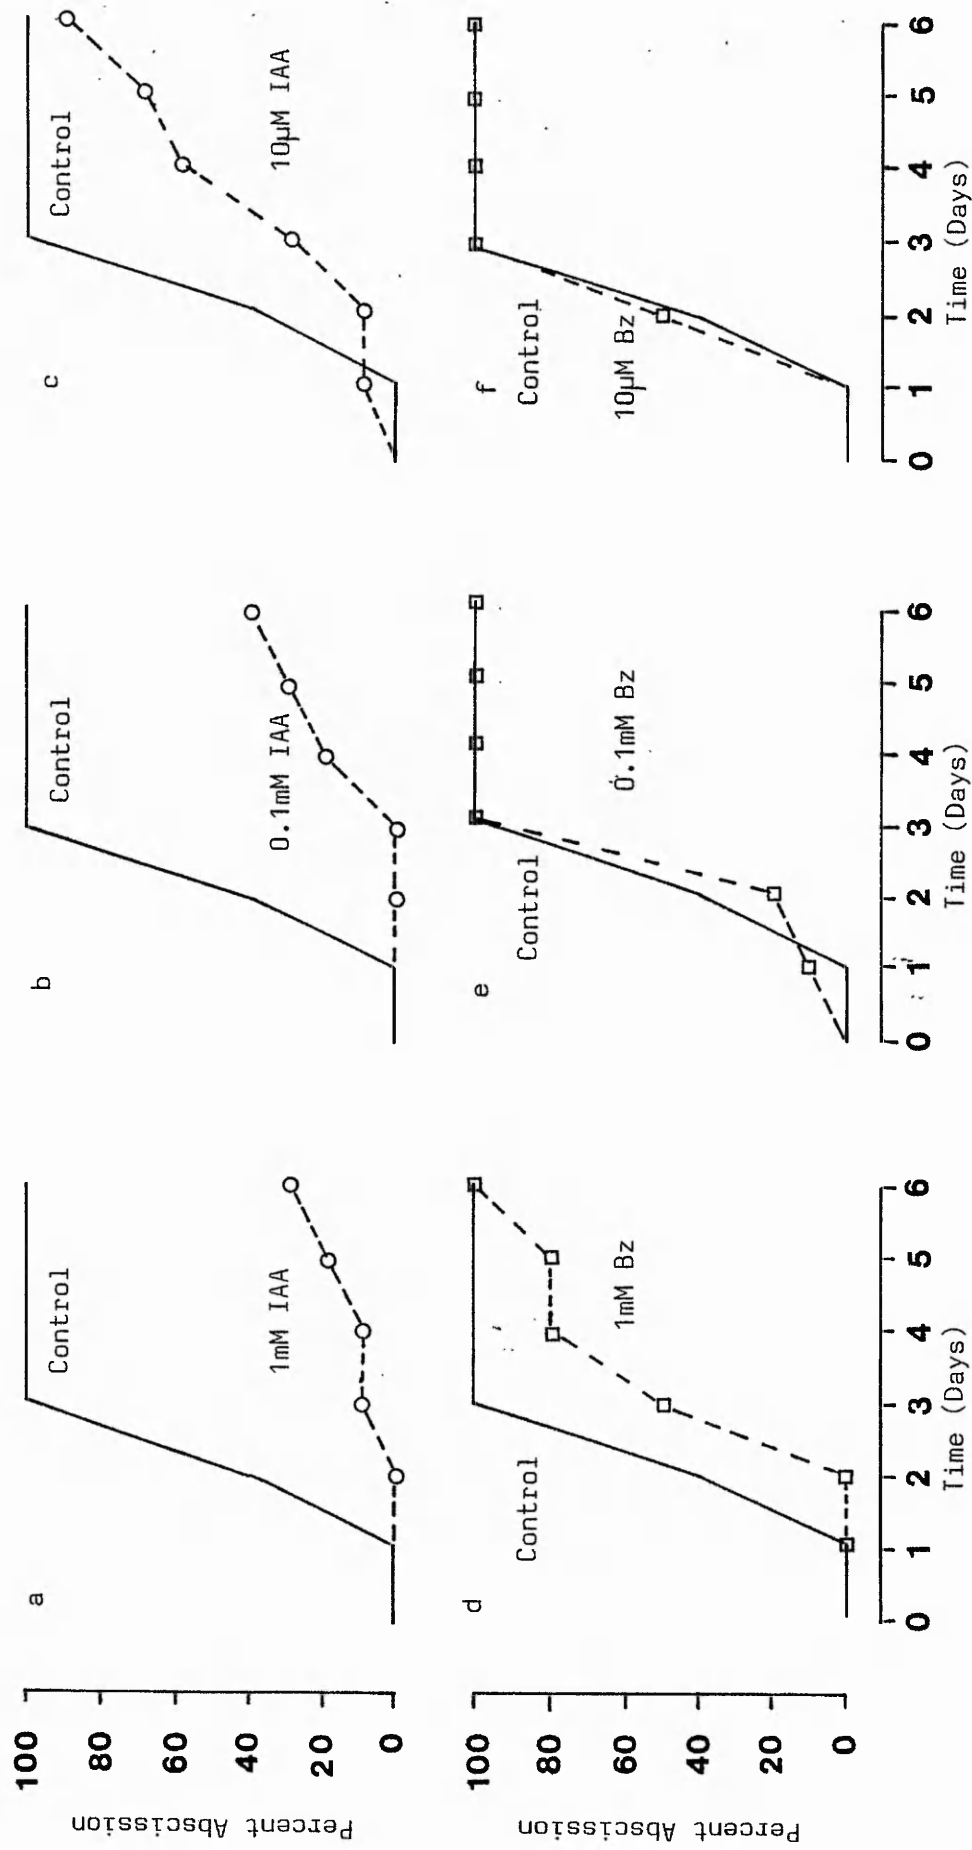 a
b
c
Percent Abscission
100
80
60
40
20
0
Control
1mM IAA
Control
0.1mM IAA
Control
10µM IAA
d
e
f
Percent Abscission
100
80
60
40
20
0
Control
1mM Bz
Control
0.1mM Bz
Control
10µM Bz
0 1 2 3 4 5 6
Time (Days)
0 1 2 3 4 5 6
Time (Days)
0 1 2 3 4 5 6
Time (Days)